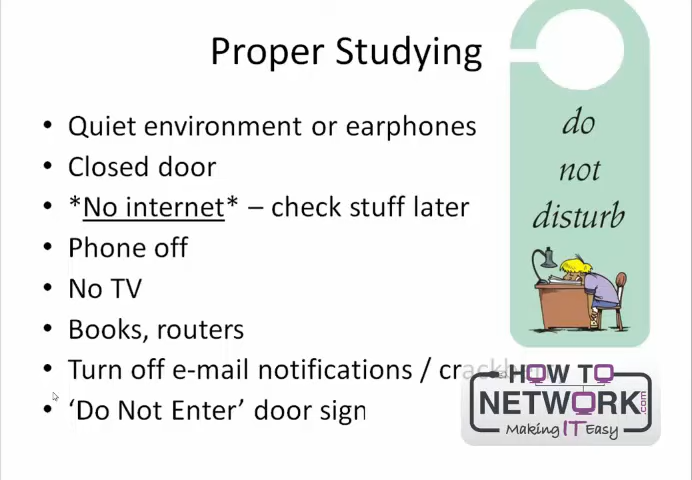 Proper Studying
• Quiet environment or earphones
• Closed door
• *No internet* – check stuff later
• Phone off
• No TV
• Books, routers
• Turn off e-mail notifications /
• ‘Do Not Enter’ door sign
do
not
disturb
HOW TO
NETWORK.com
Making IT Easy